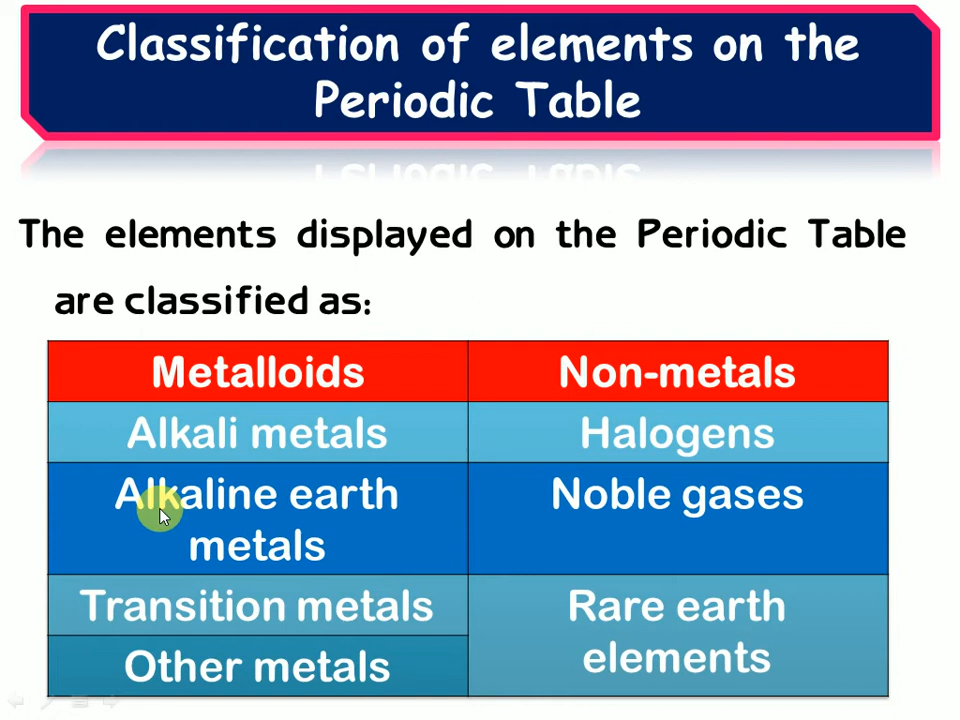 Classification of elements on the
Periodic Table
The elements displayed on the Periodic Table
are classified as:
Metalloids
Non-metals
Alkali metals
Halogens
Alkaline earth
metals
Noble gases
Transition metals
Rare earth
elements
Other metals